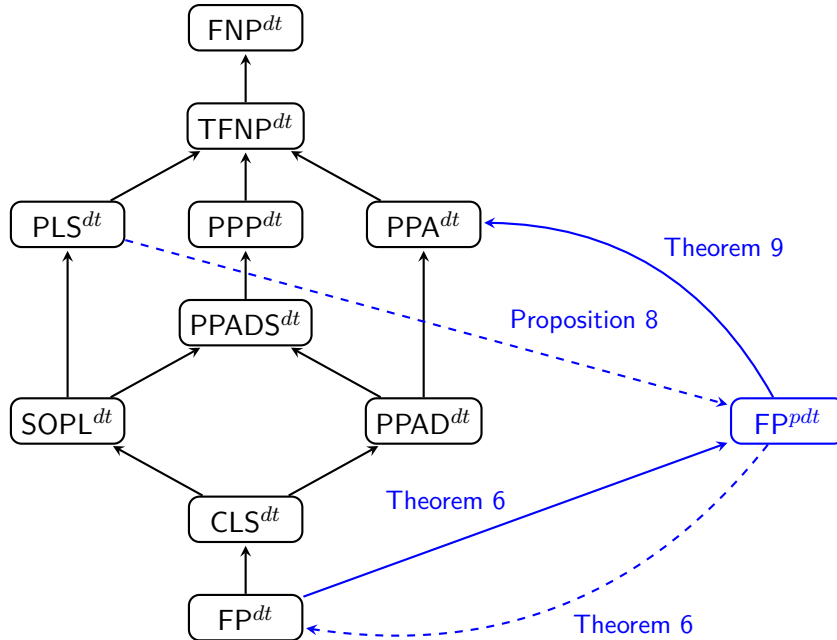 FNP^{dt}
TFNP^{dt}
PLS^{dt} PPP^{dt} PPA^{dt}
Theorem 9
PPADS^{dt} Proposition 8
SOPL^{dt} PPAD^{dt} FP^{pdt}
Theorem 6
CLS^{dt}
FP^{dt}
Theorem 6